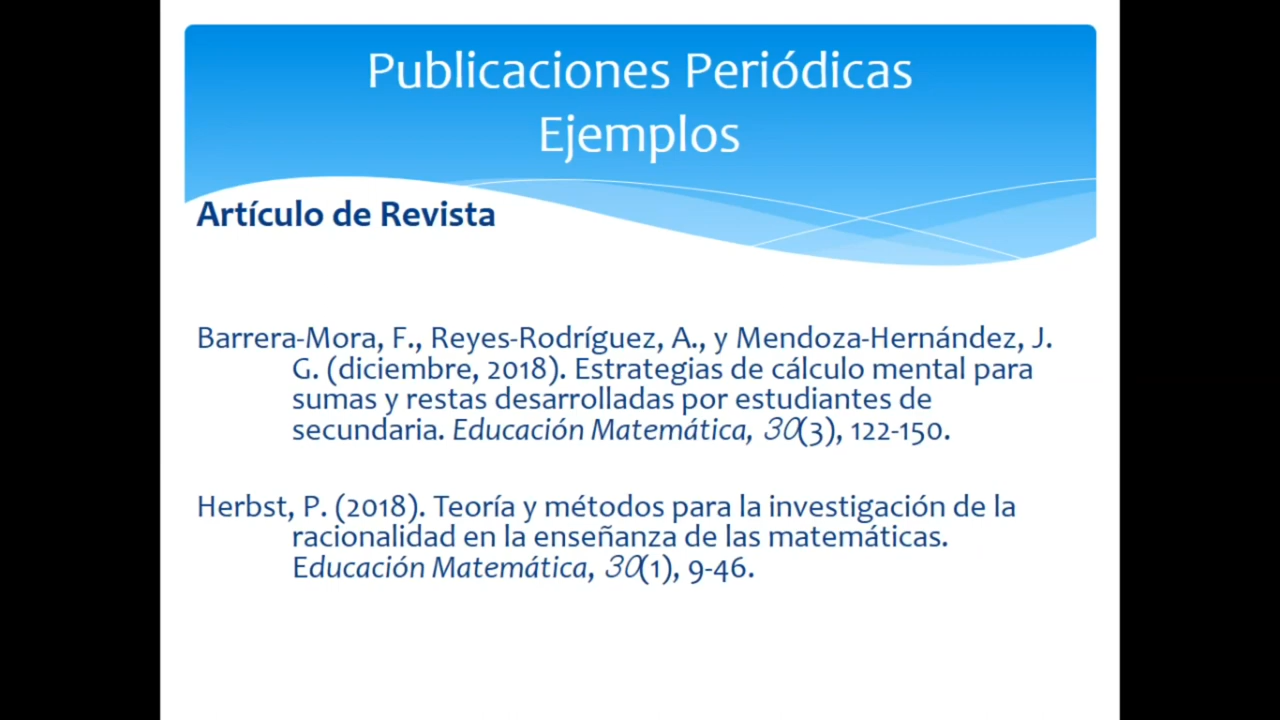 Publicaciones Periódicas
Ejemplos
Artículo de Revista
Barrera-Mora, F., Reyes-Rodríguez, A., y Mendoza-Hernández, J.
G. (diciembre, 2018). Estrategias de cálculo mental para
sumas y restas desarrolladas por estudiantes de
secundaria. Educación Matemática, 30(3), 122-150.
Herbst, P. (2018). Teoría y métodos para la investigación de la
racionalidad en la enseñanza de las matemáticas.
Educación Matemática, 30(1), 9-46.